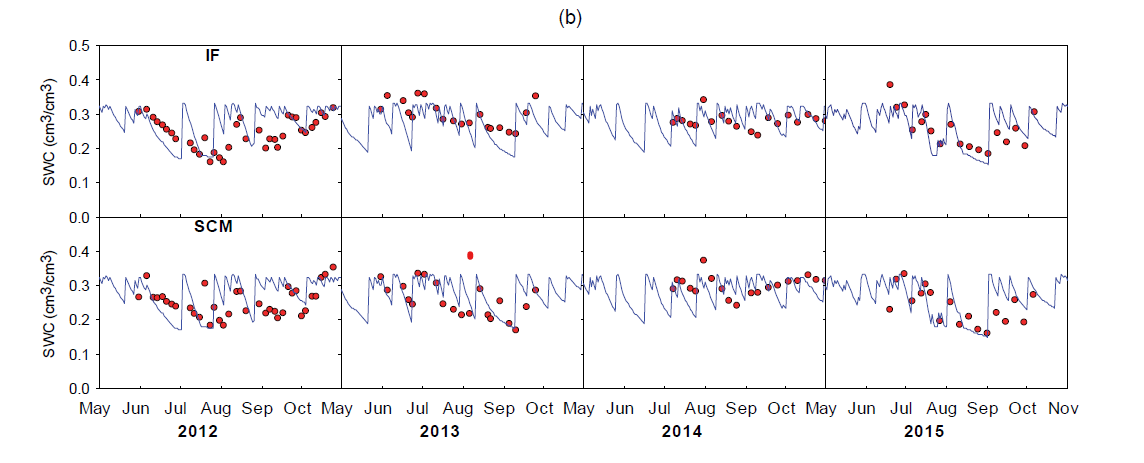 (b)
0.5
IF
0.4
0.3
0.2
0.1
0.0
SWC (cm³/cm³)
SCM
0.4
0.3
0.2
0.1
0.0
SWC (cm³/cm³)
May Jun Jul Aug Sep Oct May Jun Jul Aug Sep Oct May Jun Jul Aug Sep Oct May Jun Jul Aug Sep Oct Nov
2012 2013 2014 2015